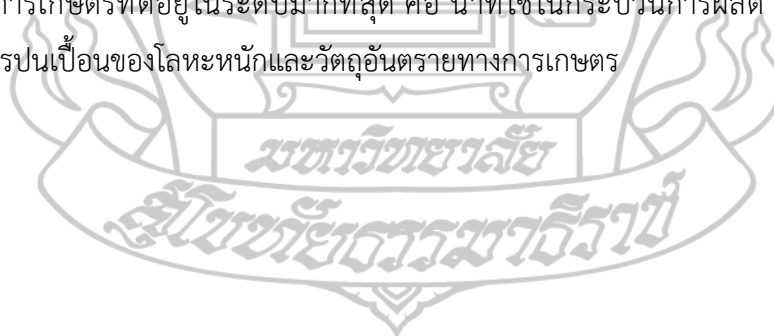 การเกษตรที่ดีอยู่ในระดับมากที่สุด คือ น้ำที่ใช้ในกระบวนการผลิต
รปนเปื้อนของโลหะหนักและวัตถุอันตรายทางการเกษตร
มหาวิทยาลัย
สุโขทัยธรรมาธิราช